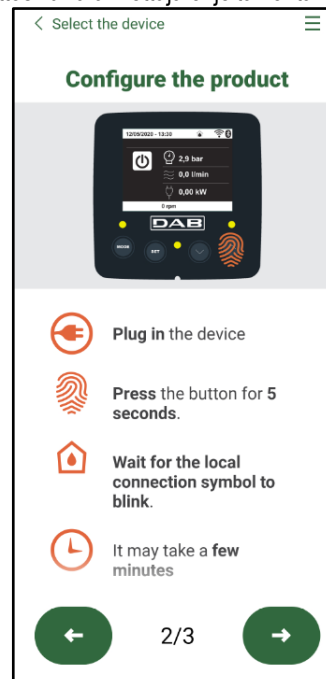 Select the device
Configure the product
12/05/2020 - 13:30
2,9 bar
0,0 l/min
0,00 kW
0 rpm
DAB
MODE
SET
Plug in the device
Press the button for 5
seconds.
Wait for the local
connection symbol to
blink.
It may take a few
minutes
2/3